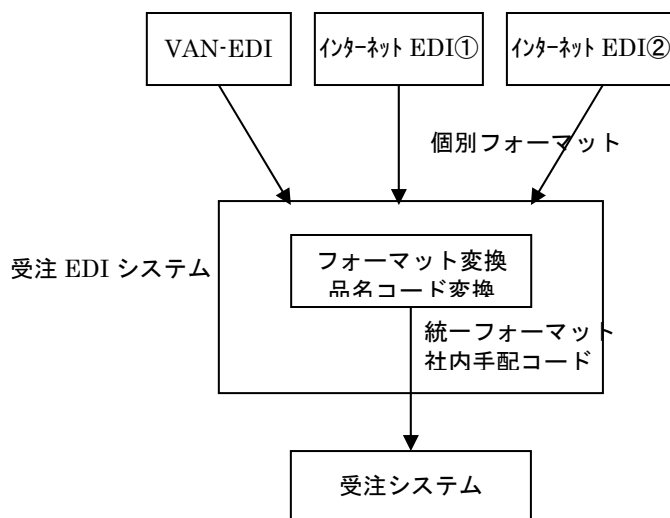 VAN-EDI
インターネット EDI①
インターネット EDI②
個別フォーマット
受注 EDI システム
フォーマット変換
品名コード変換
統一フォーマット
社内手配コード
受注システム